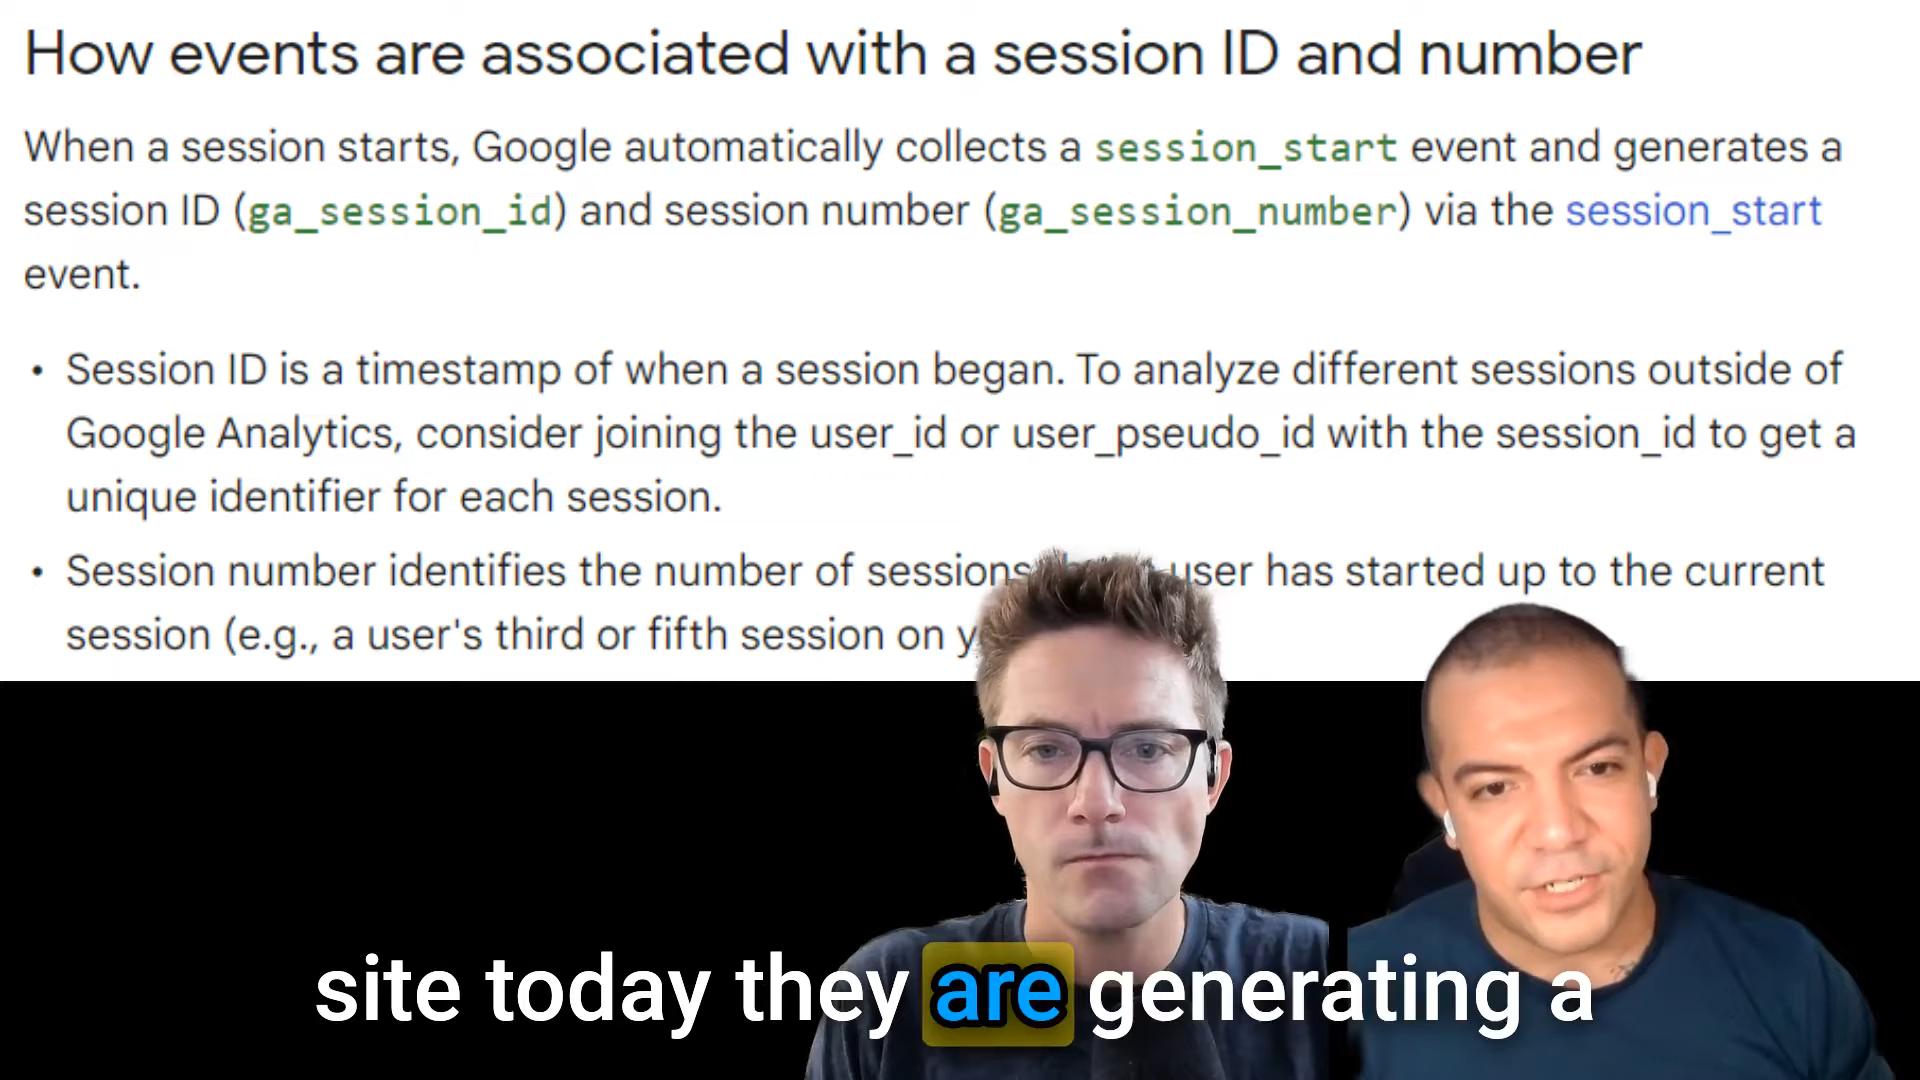 How events are associated with a session ID and number
When a session starts, Google automatically collects a session_start event and generates a
session ID (ga_session_id) and session number (ga_session_number) via the session_start
event.
• Session ID is a timestamp of when a session began. To analyze different sessions outside of
Google Analytics, consider joining the user_id or user_pseudo_id with the session_id to get a
unique identifier for each session.
• Session number identifies the number of sessions user has started up to the current
session (e.g., a user's third or fifth session on
site today they are generating a